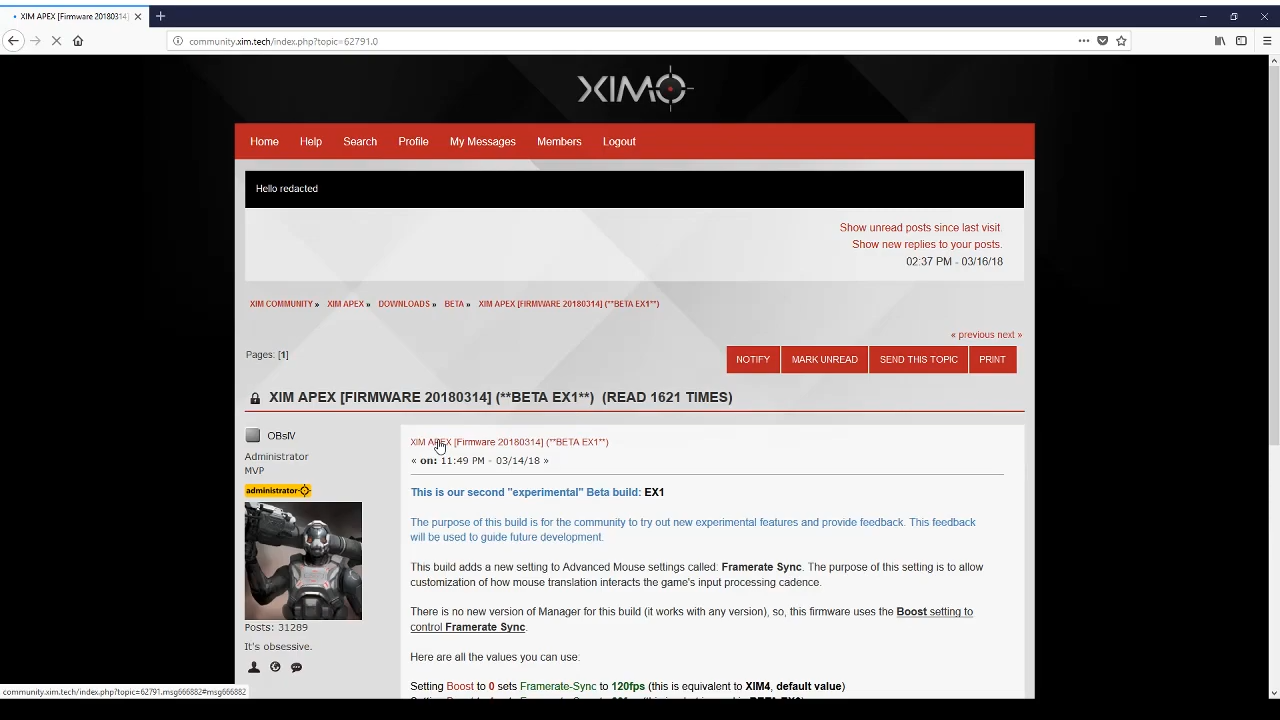 XIM APEX [Firmware 20180314]
community.xim.tech/index.php?topic=62791.0
XIM
Home Help Search Profile My Messages Members Logout
Hello redacted
Show unread posts since last visit.
Show new replies to your posts.
02:37 PM - 03/16/18
XIM COMMUNITY » XIM APEX » DOWNLOADS » BETA » XIM APEX [FIRMWARE 20180314] (**BETA EX1**)
« previous next »
Pages: [1]
NOTIFY MARK UNREAD SEND THIS TOPIC PRINT
XIM APEX [FIRMWARE 20180314] (**BETA EX1**) (READ 1621 TIMES)
OBsIV
Administrator
MVP
administrator
Posts: 31289
It's obsessive.
XIM APEX [Firmware 20180314] (**BETA EX1**)
« on: 11:49 PM - 03/14/18 »
This is our second "experimental" Beta build: EX1
The purpose of this build is for the community to try out new experimental features and provide feedback. This feedback
will be used to guide future development.
This build adds a new setting to Advanced Mouse settings called: Framerate Sync. The purpose of this setting is to allow
customization of how mouse translation interacts the game's input processing cadence.
There is no new version of Manager for this build (it works with any version), so, this firmware uses the Boost setting to
control Framerate Sync.
Here are all the values you can use:
Setting Boost to 0 sets Framerate-Sync to 120fps (this is equivalent to XIM4, default value)
community.xim.tech/index.php?topic=62791.msg666882#msg666882